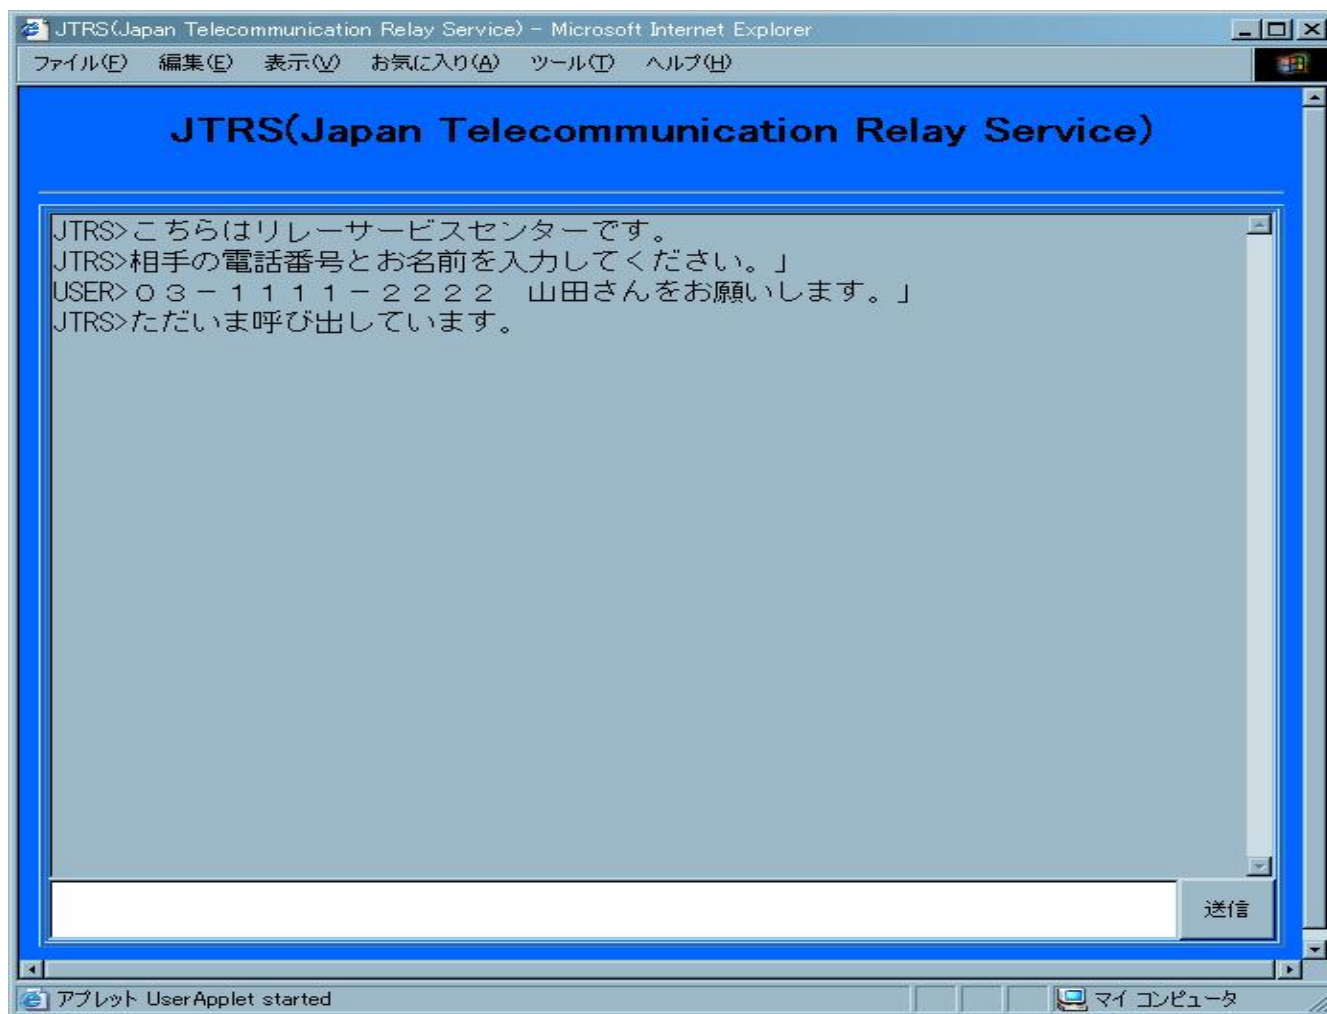 JTRS(Japan Telecommunication Relay Service) - Microsoft Internet Explorer
ファイル(F) 編集(E) 表示(V) お気に入り(A) ツール(T) ヘルプ(H)
JTRS(Japan Telecommunication Relay Service)
JTRS>こちらはリレーサービスセンターです。
JTRS>相手の電話番号とお名前を入力してください。」
USER>０３－１１１１－２２２２　山田さんをお願いします。」
JTRS>ただいま呼び出しています。
送信
アプレット UserApplet started マイ コンピュータ